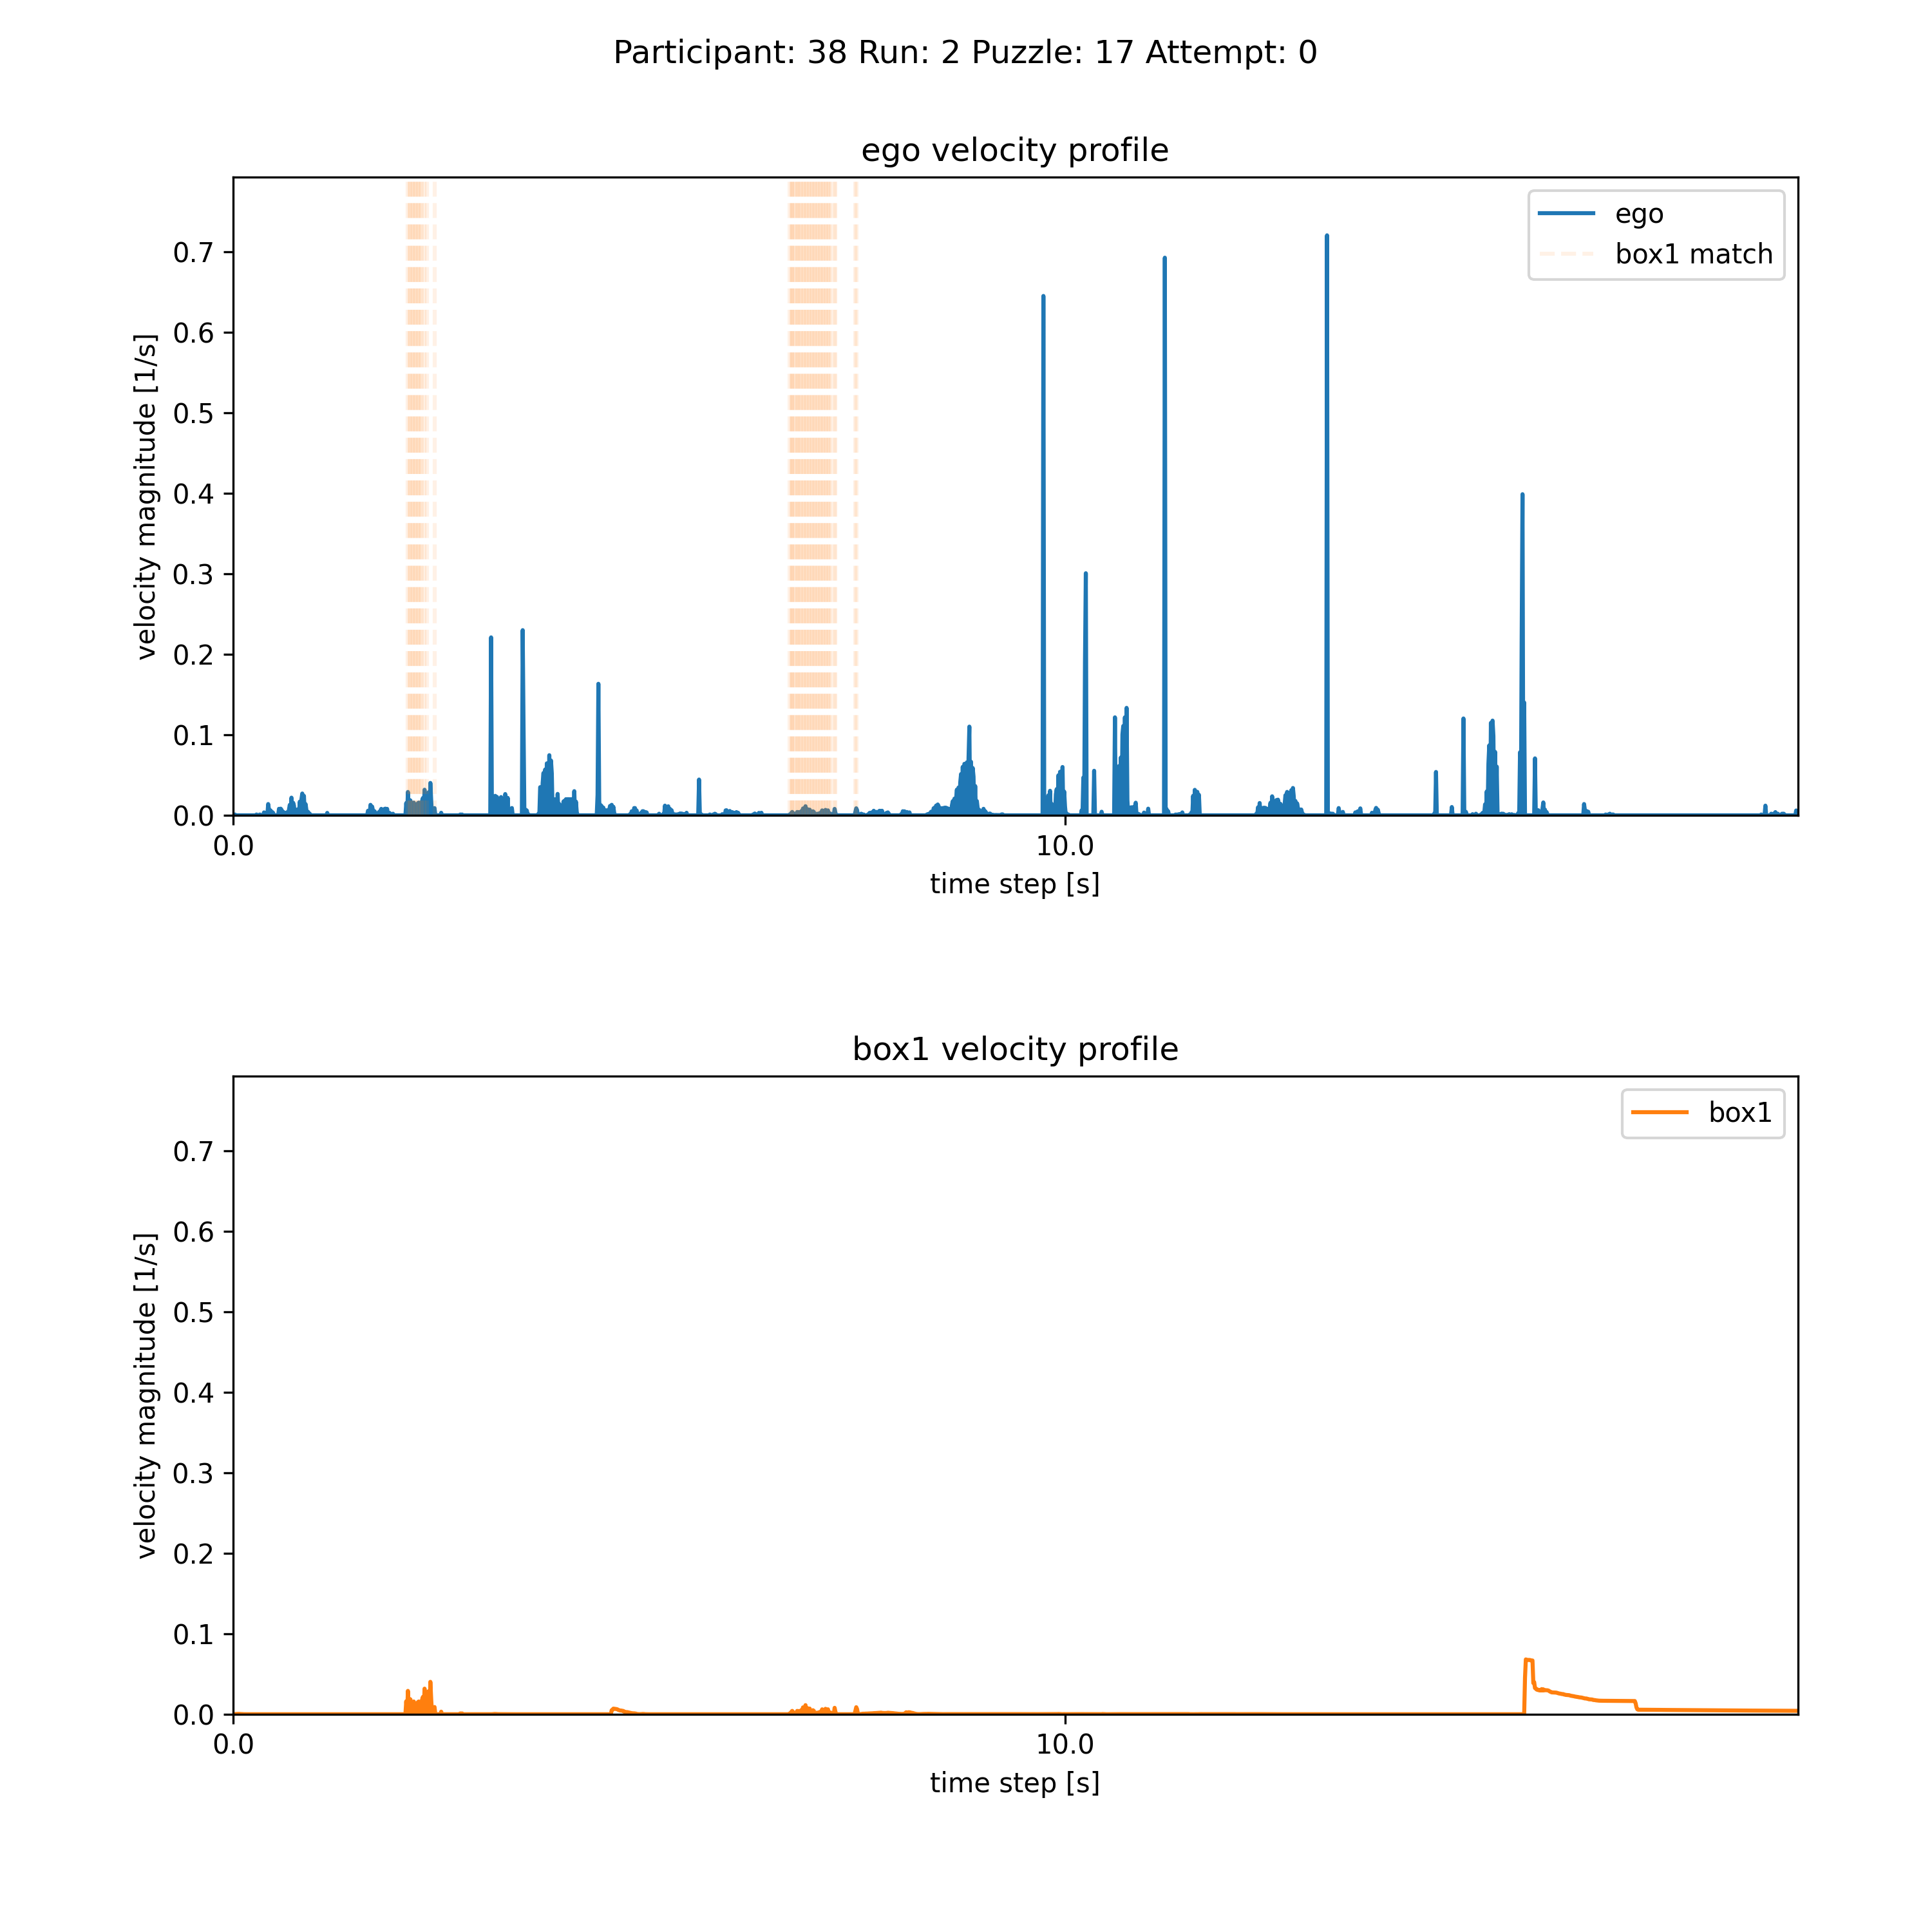 Participant: 38 Run: 2 Puzzle: 17 Attempt: 0
ego velocity profile
velocity magnitude [1/s]
0.7
0.6
0.5
0.4
0.3
0.2
0.1
0.0
ego
box1 match
0.0 10.0
time step [s]
box1 velocity profile
velocity magnitude [1/s]
0.7
0.6
0.5
0.4
0.3
0.2
0.1
0.0
box1
0.0 10.0
time step [s]